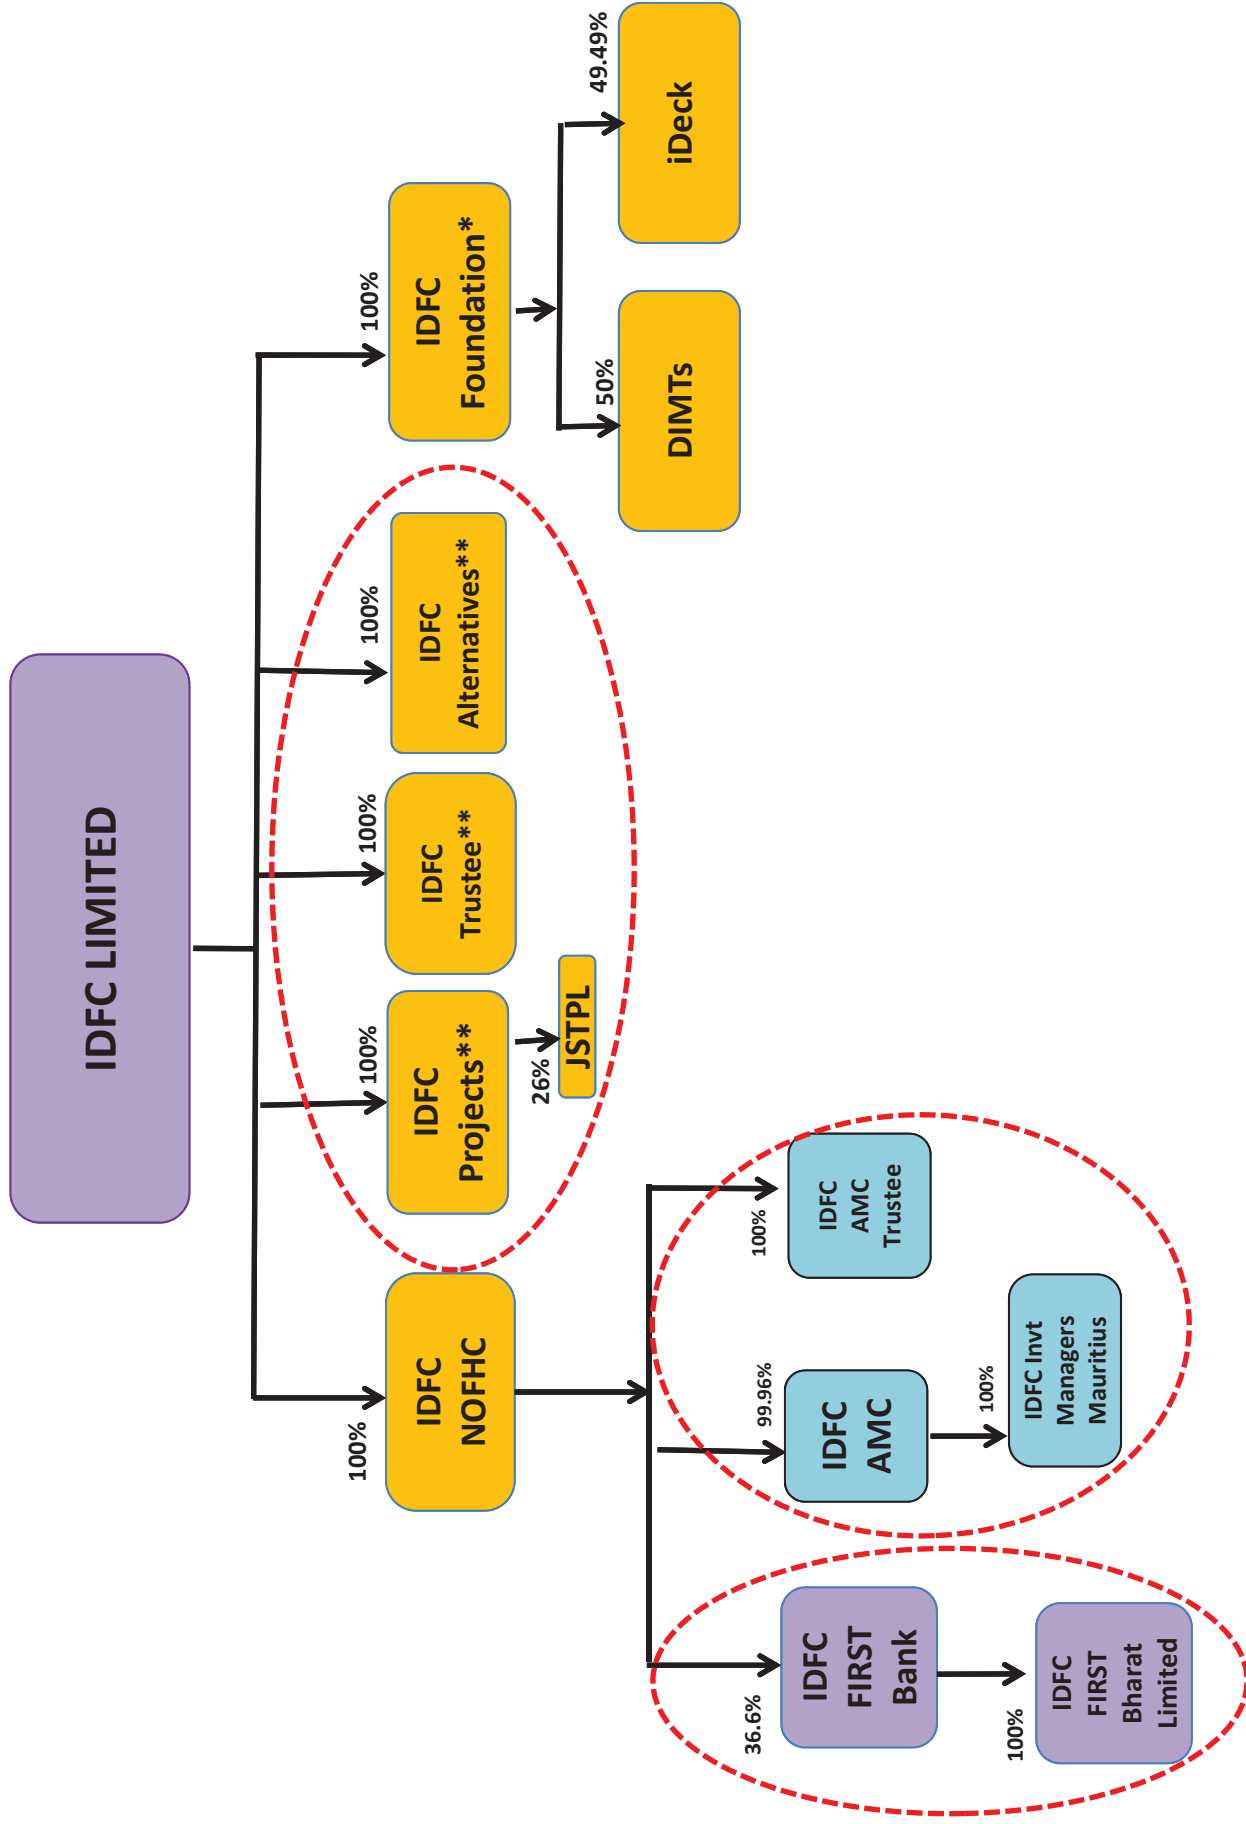 IDFC LIMITED
100%
100%
100%
100%
100%
IDFC
NOFHC
IDFC
Projects**
IDFC
Trustee**
IDFC
Alternatives**
IDFC
Foundation*
26%
JSTPL
50%
49.49%
DIMTs
iDeck
36.6%
99.96%
100%
IDFC
FIRST
Bank
IDFC
AMC
IDFC
AMC
Trustee
100%
100%
IDFC
FIRST
Bharat
Limited
IDFC Invt
Managers
Mauritius